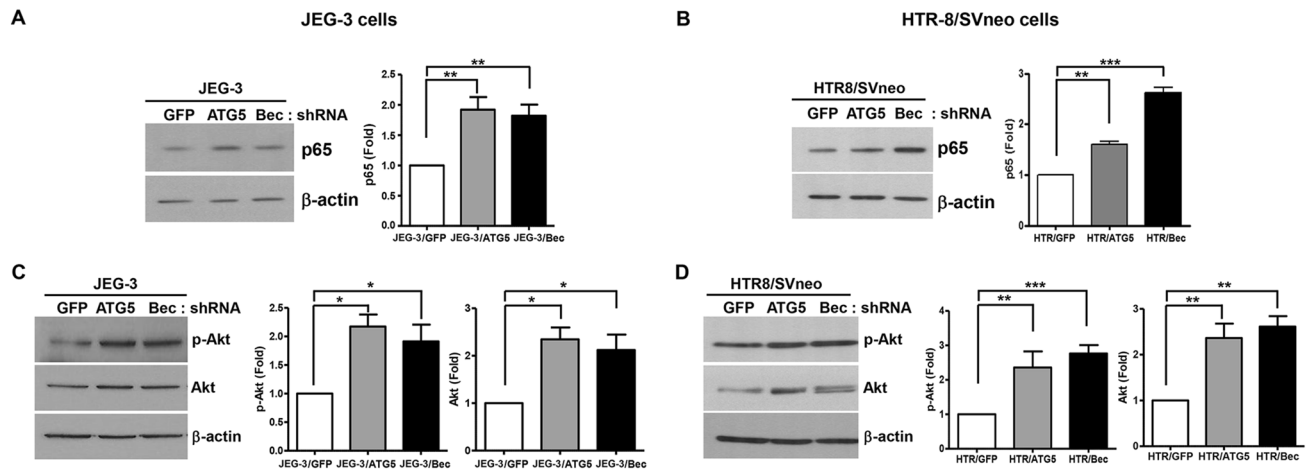 A
JEG-3 cells
JEG-3
GFP ATG5 Bec : shRNA
p65
β-actin
p65 (Fold)
2.5
2.0
1.5
1.0
0.5
0.0
**
**
JEG-3/GFP JEG-3/ATG5 JEG-3/Bec
B
HTR-8/SVneo cells
HTR8/SVneo
GFP ATG5 Bec : shRNA
p65
β-actin
p65 (Fold)
3
2
1
0
***
**
HTR/GFP HTR/ATG5 HTR/Bec
C
JEG-3
GFP ATG5 Bec : shRNA
p-Akt
Akt
β-actin
p-Akt (Fold)
2.5
2.0
1.5
1.0
0.5
0.0
*
*
JEG-3/GFP JEG-3/ATG5 JEG-3/Bec
Akt (Fold)
3
2
1
0
*
*
JEG-3/GFP JEG-3/ATG5 JEG-3/Bec
D
HTR8/SVneo
GFP ATG5 Bec : shRNA
p-Akt
Akt
β-actin
p-Akt (Fold)
4
3
2
1
0
***
**
HTR/GFP HTR/ATG5 HTR/Bec
Akt (Fold)
3
2
1
0
**
**
HTR/GFP HTR/ATG5 HTR/Bec